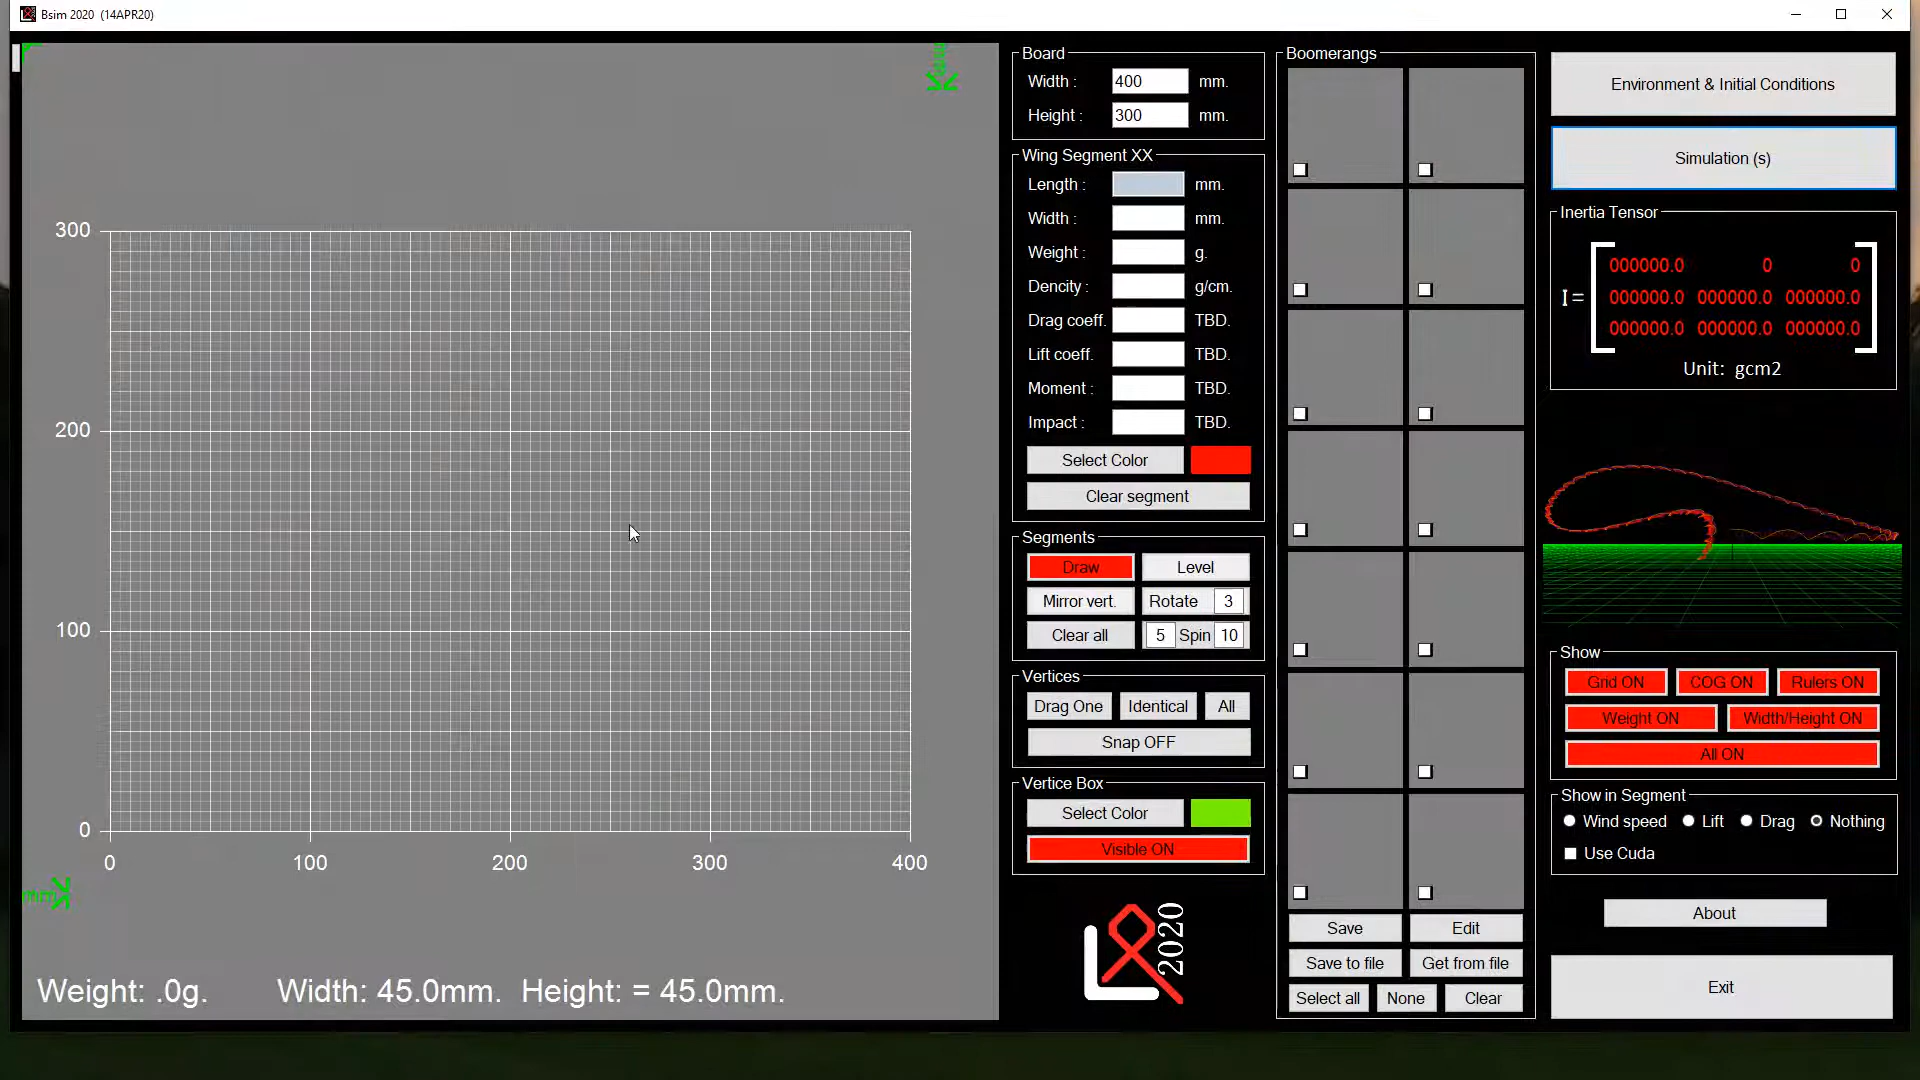 Bsim 2020 (14APR20)
300
200
100
0
0 100 200 300 400
Weight: .0g. Width: 45.0mm. Height: = 45.0mm.
Board
Width : 400 mm.
Height : 300 mm.
Wing Segment XX
Length : mm.
Width : mm.
Weight : g.
Dencity : g/cm.
Drag coeff. TBD.
Lift coeff. TBD.
Moment : TBD.
Impact : TBD.
Select Color
Clear segment
Segments
Draw Level
Mirror vert. Rotate 3
Clear all 5 Spin 10
Vertices
Drag One Identical All
Snap OFF
Vertice Box
Select Color
Visible ON
2020
Boomerangs
Save Edit
Save to file Get from file
Select all None Clear
Environment & Initial Conditions
Simulation (s)
Inertia Tensor
000000.0 0 0
I = 000000.0 000000.0 000000.0
000000.0 000000.0 000000.0
Unit: gcm2
Show
Grid ON COG ON Rulers ON
Weight ON Width/Height ON
All ON
Show in Segment
Wind speed Lift Drag Nothing
Use Cuda
About
Exit